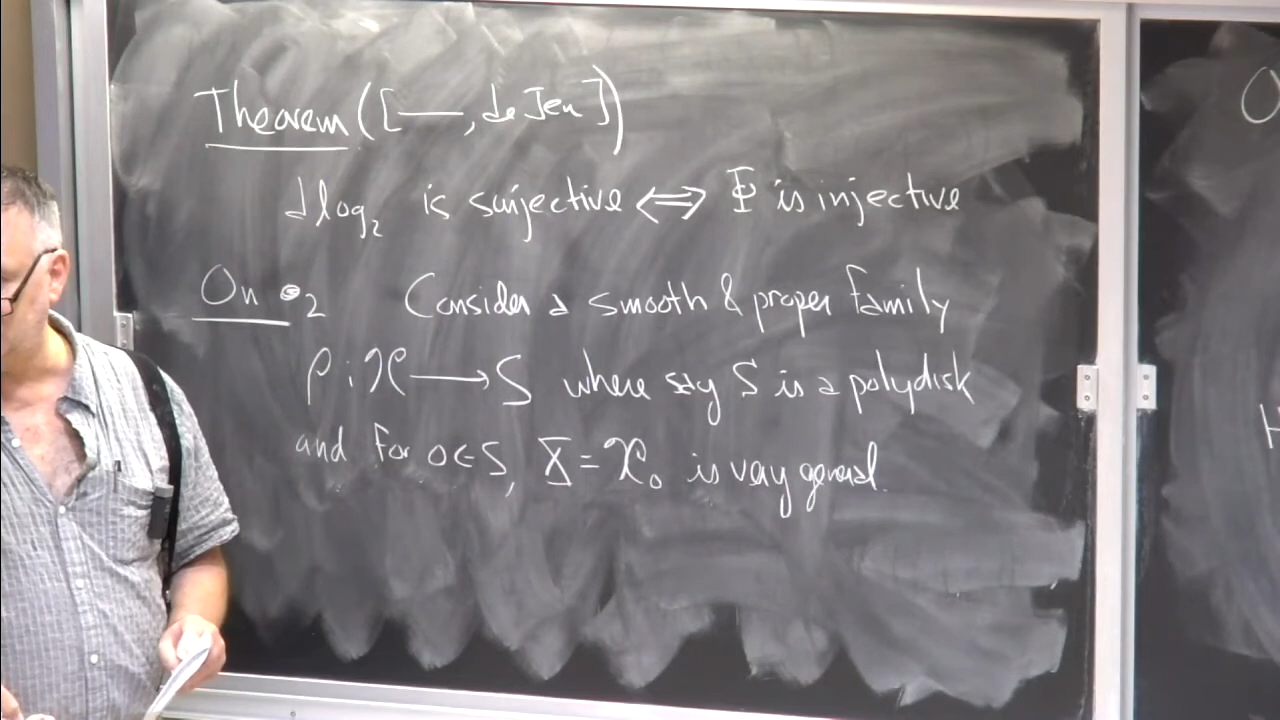 Theorem ([—, de Jeu])
dlog₂ is surjective ⟺ Φ is injective
On •₂ Consider a smooth & proper family
ρ : 𝒳 ⟶ S where say S is a polydisk
and for 0 ∈ S, X = 𝒳₀ is very general.